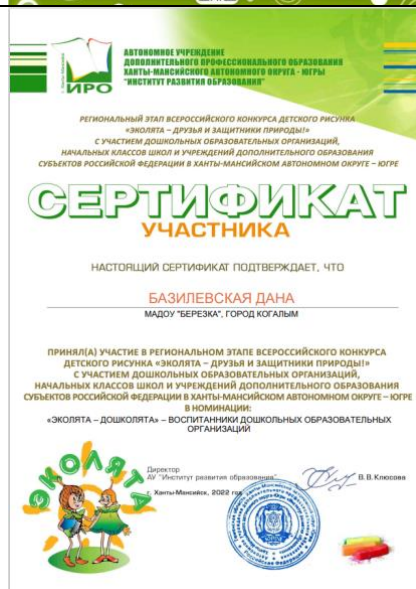 ИРО
АВТОНОМНОЕ УЧРЕЖДЕНИЕ
ДОПОЛНИТЕЛЬНОГО ПРОФЕССИОНАЛЬНОГО ОБРАЗОВАНИЯ
ХАНТЫ-МАНСИЙСКОГО АВТОНОМНОГО ОКРУГА - ЮГРЫ
"ИНСТИТУТ РАЗВИТИЯ ОБРАЗОВАНИЯ"
РЕГИОНАЛЬНЫЙ ЭТАП ВСЕРОССИЙСКОГО КОНКУРСА ДЕТСКОГО РИСУНКА
«ЭКОЛЯТА – ДРУЗЬЯ И ЗАЩИТНИКИ ПРИРОДЫ!»
С УЧАСТИЕМ ДОШКОЛЬНЫХ ОБРАЗОВАТЕЛЬНЫХ ОРГАНИЗАЦИЙ,
НАЧАЛЬНЫХ КЛАССОВ ШКОЛ И УЧРЕЖДЕНИЙ ДОПОЛНИТЕЛЬНОГО ОБРАЗОВАНИЯ
СУБЪЕКТОВ РОССИЙСКОЙ ФЕДЕРАЦИИ В ХАНТЫ-МАНСИЙСКОМ АВТОНОМНОМ ОКРУГЕ – ЮГРЕ
СЕРТИФИКАТ
УЧАСТНИКА
НАСТОЯЩИЙ СЕРТИФИКАТ ПОДТВЕРЖДАЕТ, ЧТО
БАЗИЛЕВСКАЯ ДАНА
МАДОУ "БЕРЕЗКА", ГОРОД КОГАЛЫМ
ПРИНЯЛ(А) УЧАСТИЕ В РЕГИОНАЛЬНОМ ЭТАПЕ ВСЕРОССИЙСКОГО КОНКУРСА
ДЕТСКОГО РИСУНКА «ЭКОЛЯТА – ДРУЗЬЯ И ЗАЩИТНИКИ ПРИРОДЫ!»
С УЧАСТИЕМ ДОШКОЛЬНЫХ ОБРАЗОВАТЕЛЬНЫХ ОРГАНИЗАЦИЙ,
НАЧАЛЬНЫХ КЛАССОВ ШКОЛ И УЧРЕЖДЕНИЙ ДОПОЛНИТЕЛЬНОГО ОБРАЗОВАНИЯ
СУБЪЕКТОВ РОССИЙСКОЙ ФЕДЕРАЦИИ В ХАНТЫ-МАНСИЙСКОМ АВТОНОМНОМ ОКРУГЕ – ЮГРЕ
В НОМИНАЦИИ:
«ЭКОЛЯТА – ДОШКОЛЯТА» – ВОСПИТАННИКИ ДОШКОЛЬНЫХ ОБРАЗОВАТЕЛЬНЫХ
ОРГАНИЗАЦИЙ
ЭКОЛЯТА
Директор
АУ "Институт развития образования"
В.В.Клюсова
г. Ханты-Мансийск, 2022 год